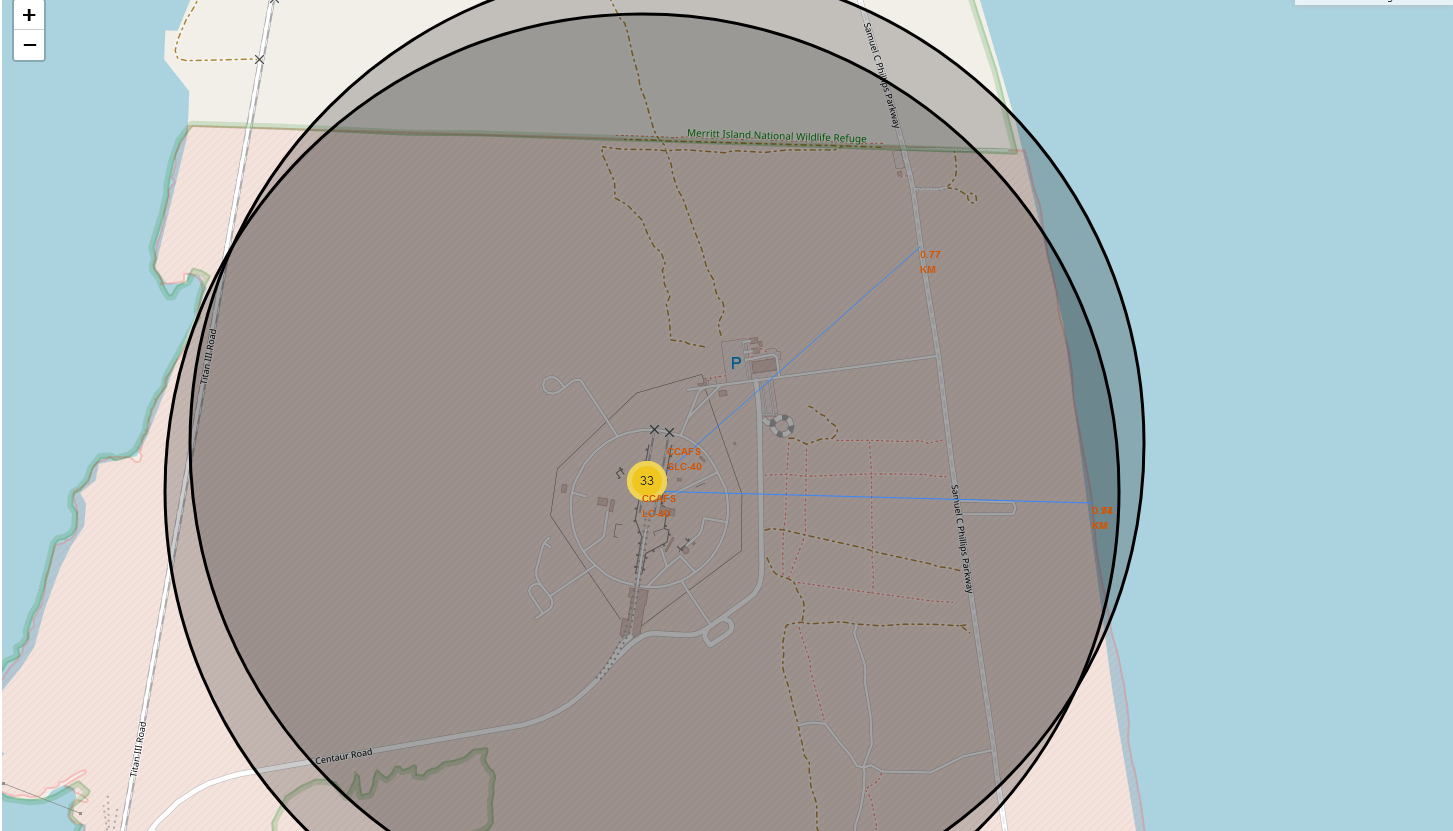 +
−
Samuel C Phillips Parkway
Merritt Island National Wildlife Refuge
0.77
KM
Titan III Road
P
CCAFS
SLC-40
33
CCAFS
LC-40
KM
Samuel C Phillips Parkway
Titan III Road
Centaur Road